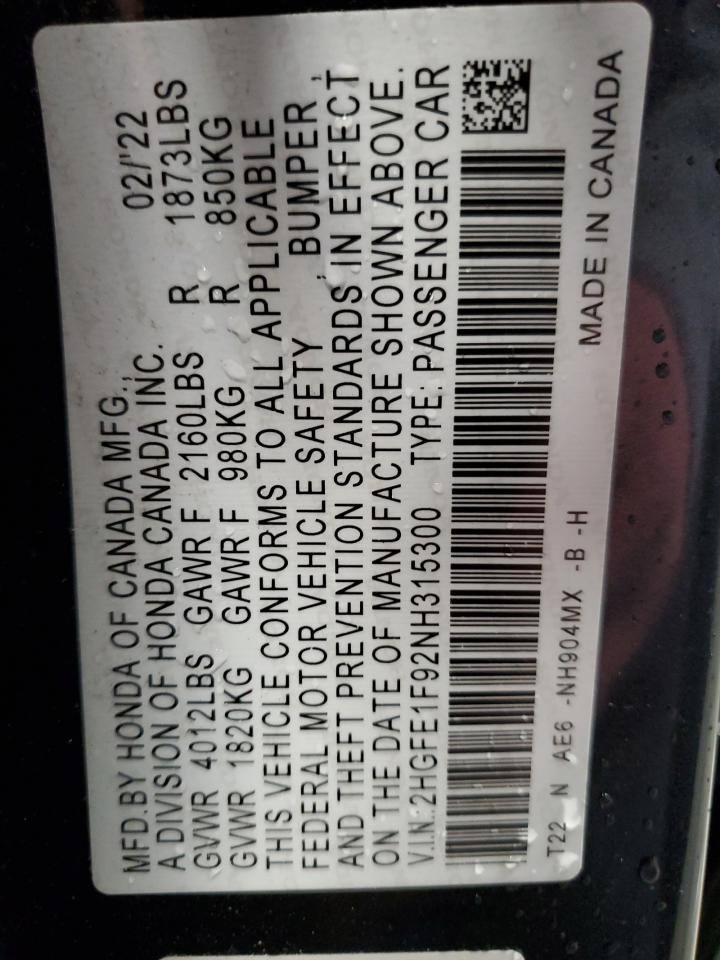 MFD.BY HONDA OF CANADA MFG., 02/'22
A DIVISION OF HONDA CANADA INC.
GVWR 4012LBS GAWR F 2160LBS R 1873LBS
GVWR 1820KG GAWR F 980KG R 850KG
THIS VEHICLE CONFORMS TO ALL APPLICABLE
FEDERAL MOTOR VEHICLE SAFETY, BUMPER,
AND THEFT PREVENTION STANDARDS IN EFFECT
ON THE DATE OF MANUFACTURE SHOWN ABOVE.
V.I.N.:2HGFE1F92NH315300 TYPE: PASSENGER CAR
T22 N AE6 -NH904MX -B -H MADE IN CANADA